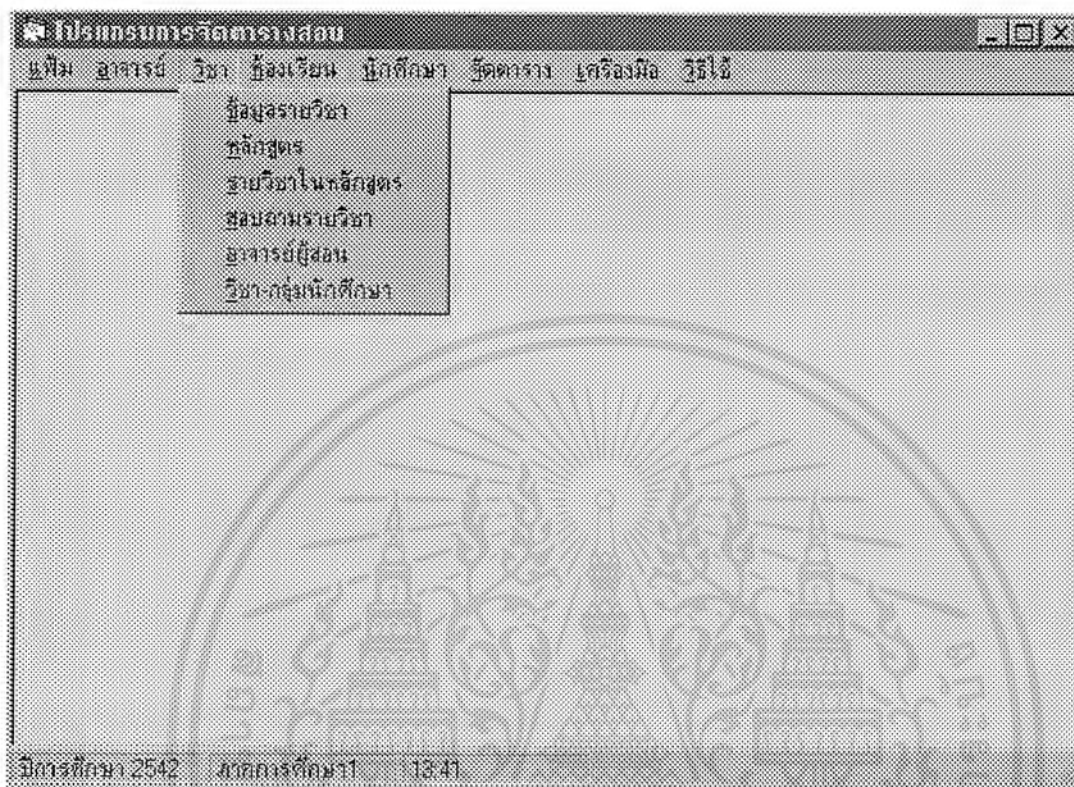 โปรแกรมการจัดตารางสอน
แฟ้ม อาจารย์ วิชา ห้องเรียน นักศึกษา จัดตาราง เครื่องมือ วิธีใช้
ข้อมูลรายวิชา
หลักสูตร
รายวิชาในหลักสูตร
สอบถามรายวิชา
อาจารย์ผู้สอน
วิชา-กลุ่มนักศึกษา
ปีการศึกษา 2542 ภาคการศึกษา1 13:41